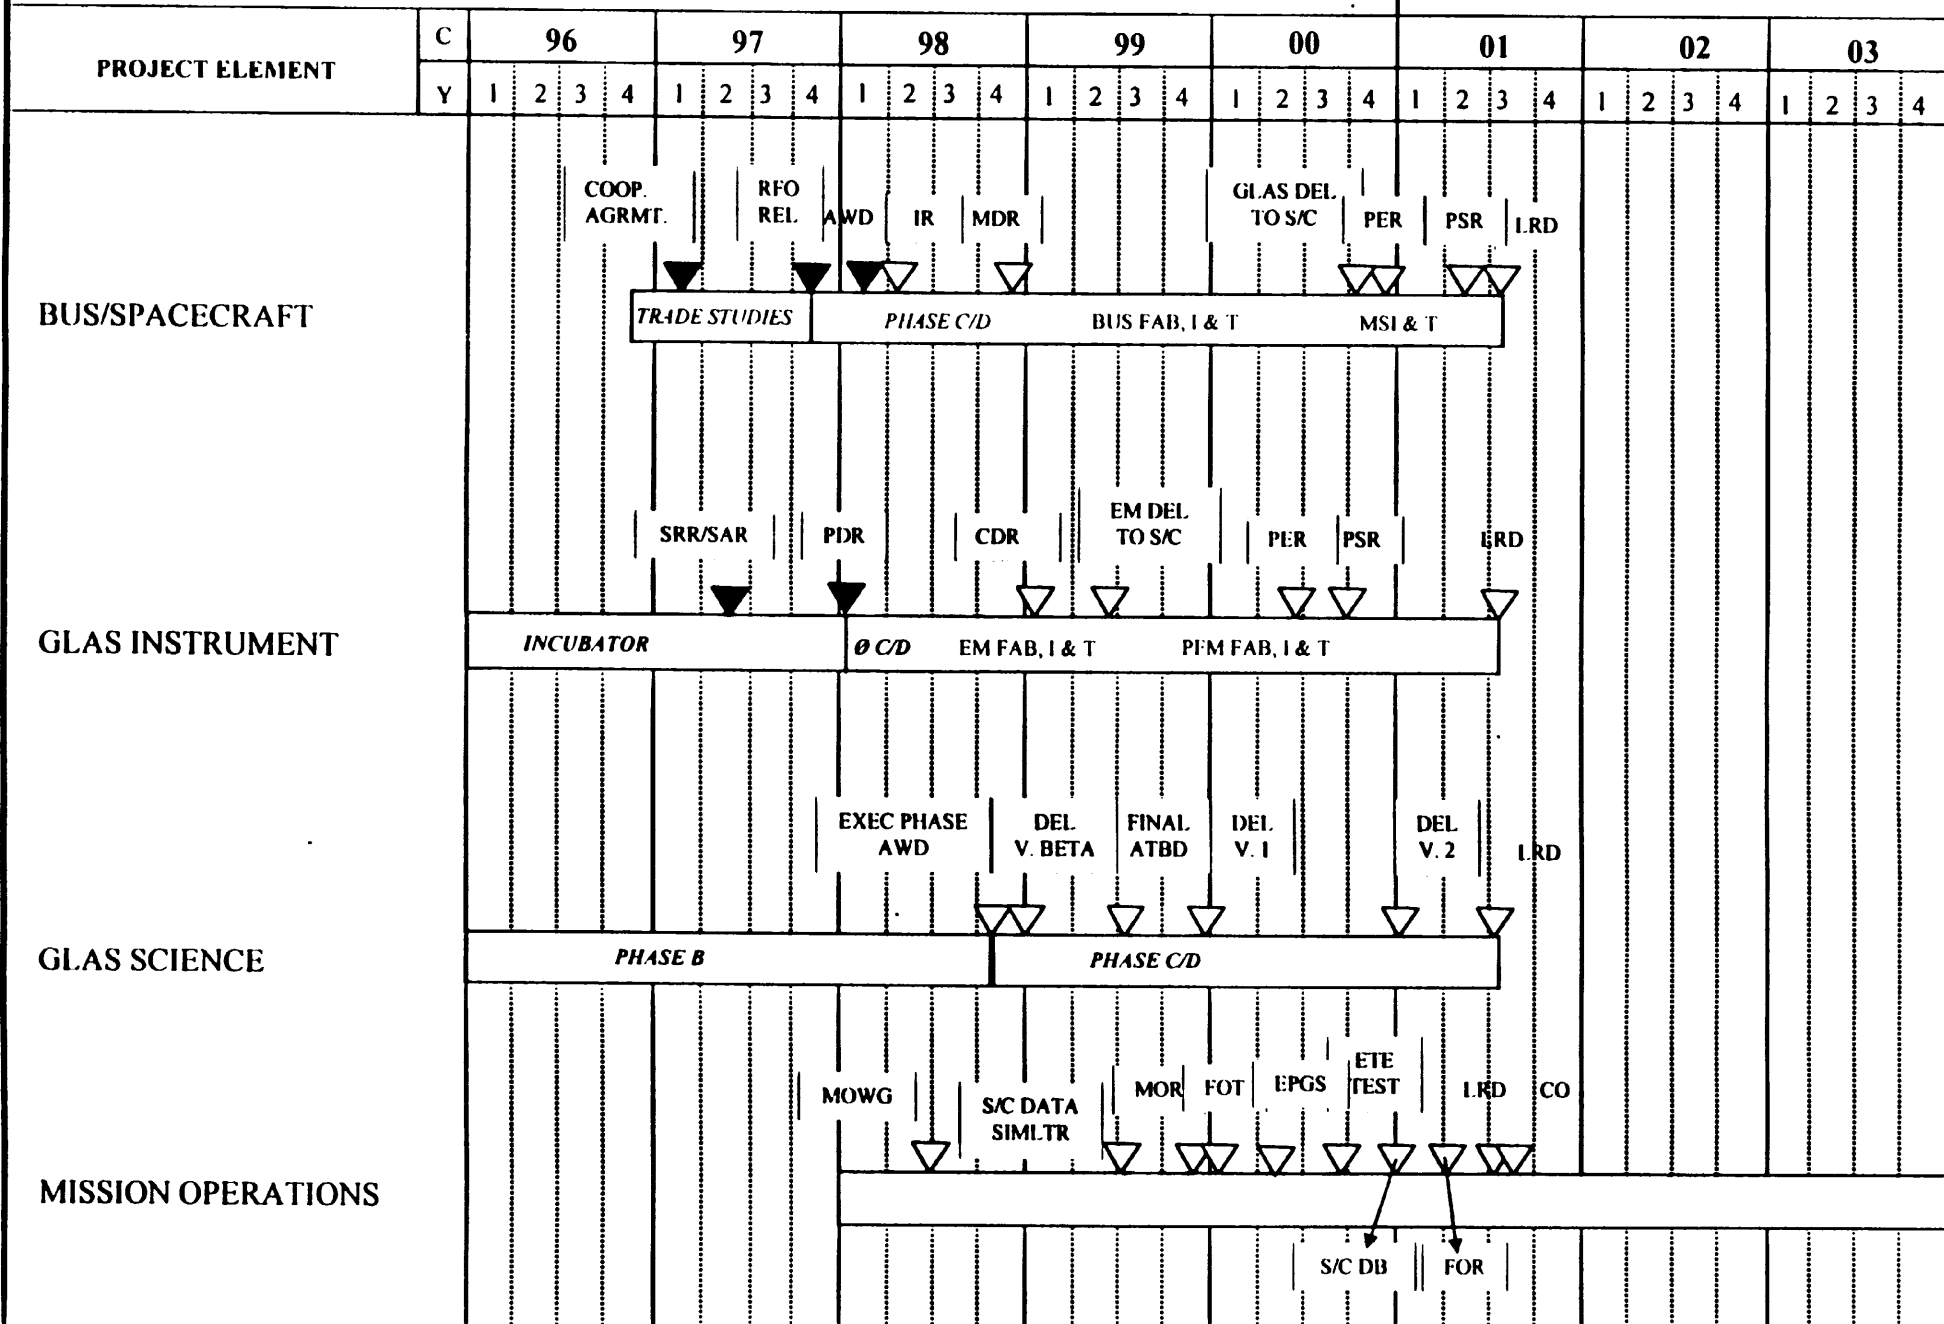 PROJECT ELEMENT
C 96 97 98 99 00 01 02 03
Y 1 2 3 4 1 2 3 4 1 2 3 4 1 2 3 4 1 2 3 4 1 2 3 4 1 2 3 4 1 2 3 4
COOP.
AGRMT.
RFO
REL
AWD
IR
MDR
GLAS DEL
TO S/C
PER
PSR
LRD
BUS/SPACECRAFT
TRADE STUDIES
PHASE C/D
BUS FAB, I & T
MSI & T
SRR/SAR
PDR
CDR
EM DEL
TO S/C
PER
PSR
LRD
GLAS INSTRUMENT
INCUBATOR
Ø C/D
EM FAB, I & T
PFM FAB, I & T
EXEC PHASE
AWD
DEL
V. BETA
FINAL
ATBD
DEL
V. 1
DEL
V. 2
LRD
GLAS SCIENCE
PHASE B
PHASE C/D
MOWG
S/C DATA
SIMLTR
MOR
FOT
EPGS
ETE
TEST
LRD
CO
MISSION OPERATIONS
S/C DB
FOR